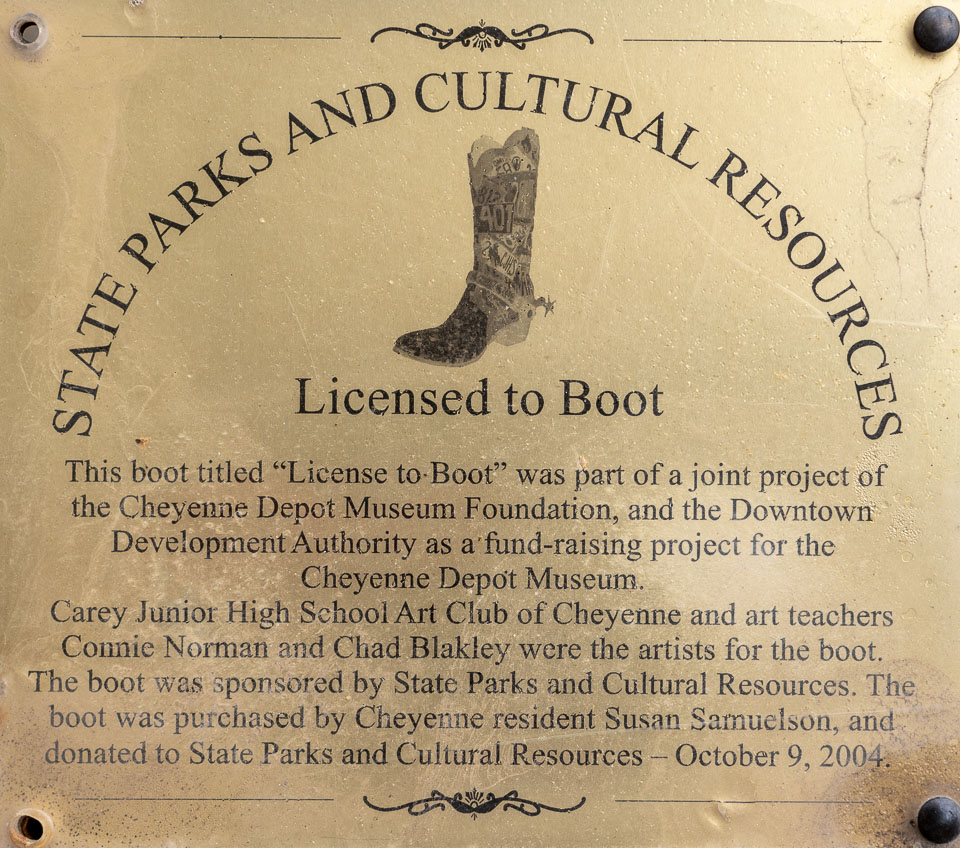 STATE PARKS AND CULTURAL RESOURCES
Licensed to Boot
This boot titled “License to Boot” was part of a joint project of
the Cheyenne Depot Museum Foundation, and the Downtown
Development Authority as a fund-raising project for the
Cheyenne Depot Museum.
Carey Junior High School Art Club of Cheyenne and art teachers
Connie Norman and Chad Blakley were the artists for the boot.
The boot was sponsored by State Parks and Cultural Resources. The
boot was purchased by Cheyenne resident Susan Samuelson, and
donated to State Parks and Cultural Resources – October 9, 2004.